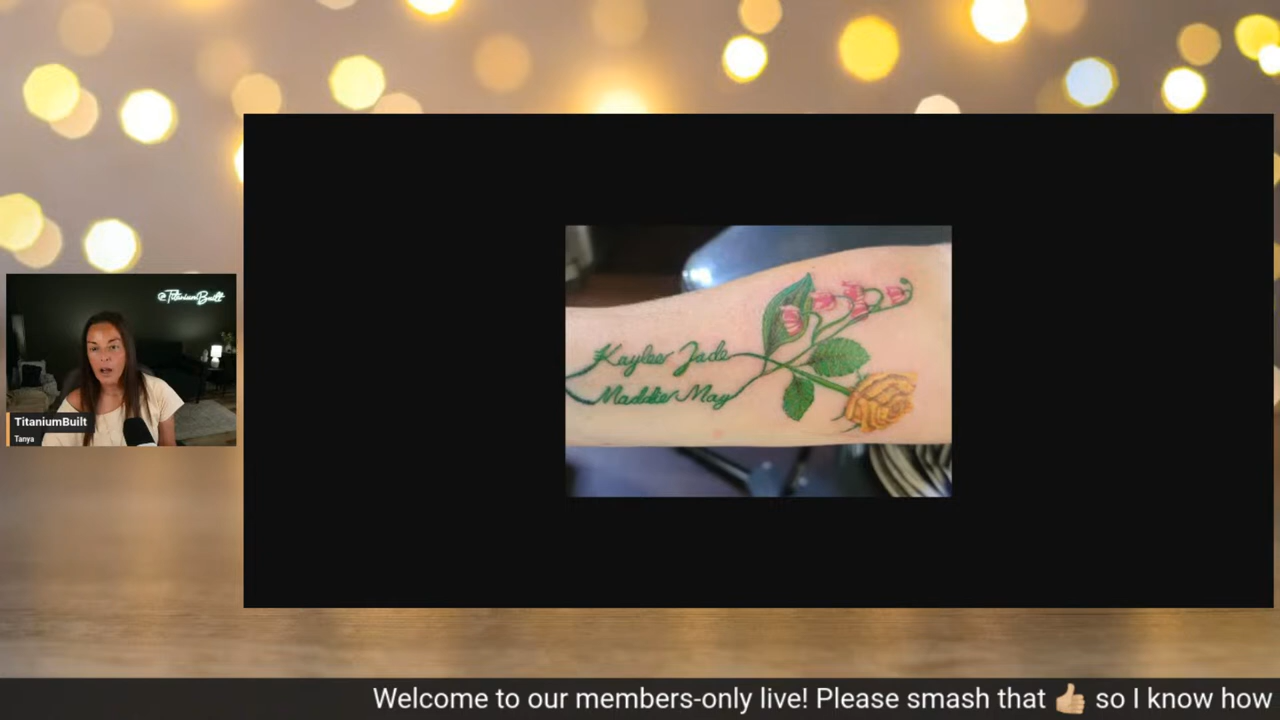 @TitaniumBuilt
TitaniumBuilt
Tanya
Kaylee Jade
Maddie May
Welcome to our members-only live! Please smash that 👍🏼 so I know how